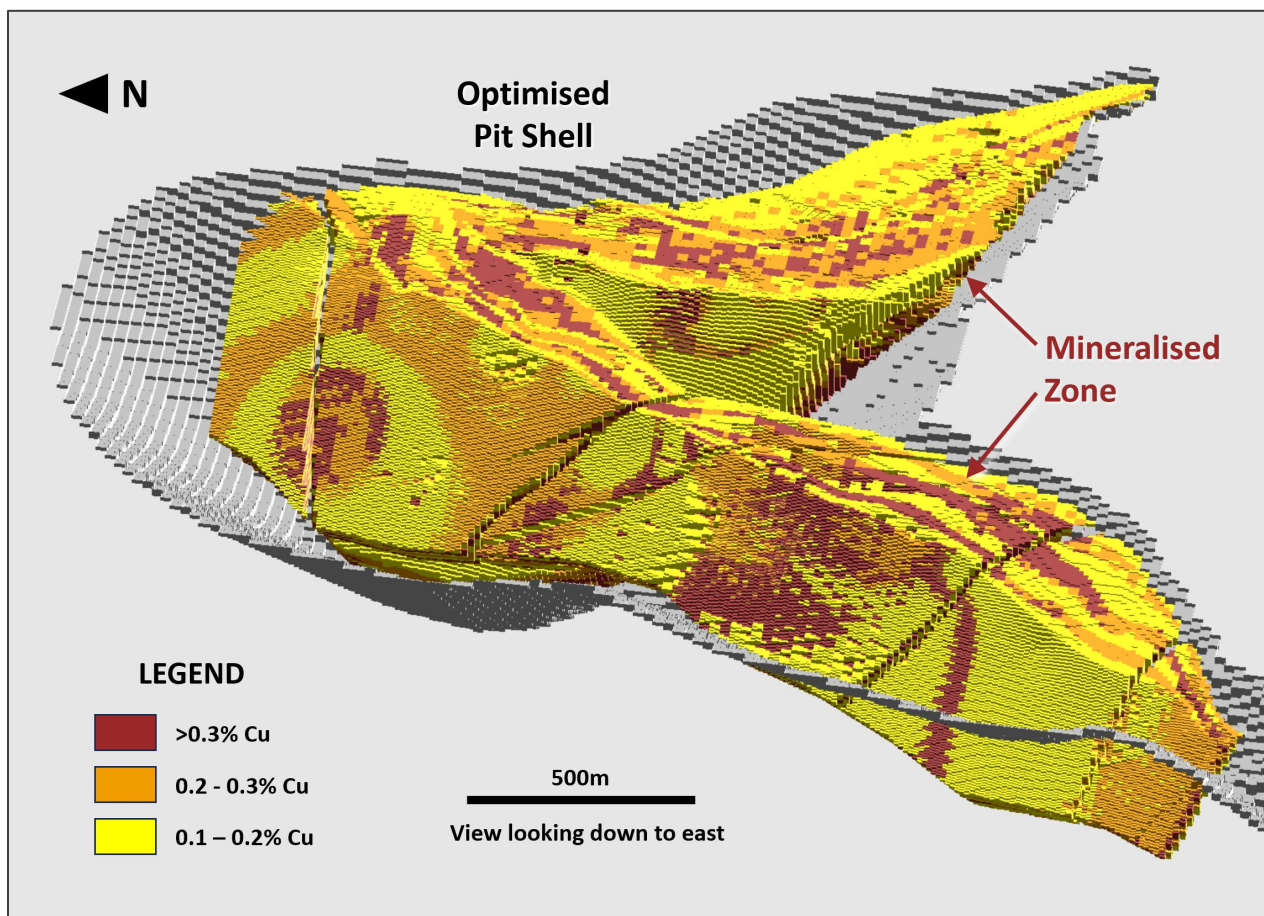 N
Optimised
Pit Shell
Mineralised
Zone
LEGEND
>0.3% Cu
0.2 - 0.3% Cu
0.1 – 0.2% Cu
500m
View looking down to east